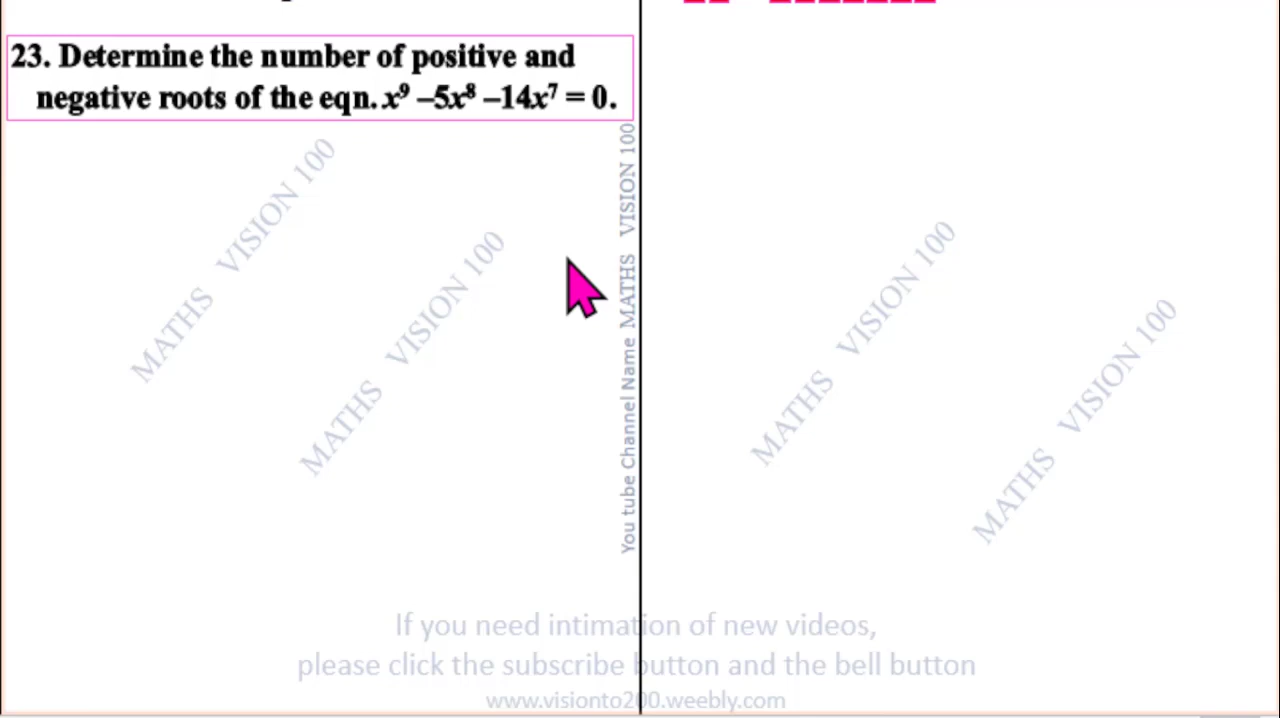 23. Determine the number of positive and
negative roots of the eqn. x⁹ –5x⁸ –14x⁷ = 0.
MATHS VISION 100
MATHS VISION 100
You tube Channel Name MATHS VISION 100
MATHS VISION 100
MATHS VISION 100
If you need intimation of new videos,
please click the subscribe button and the bell button
www.visionto200.weebly.com